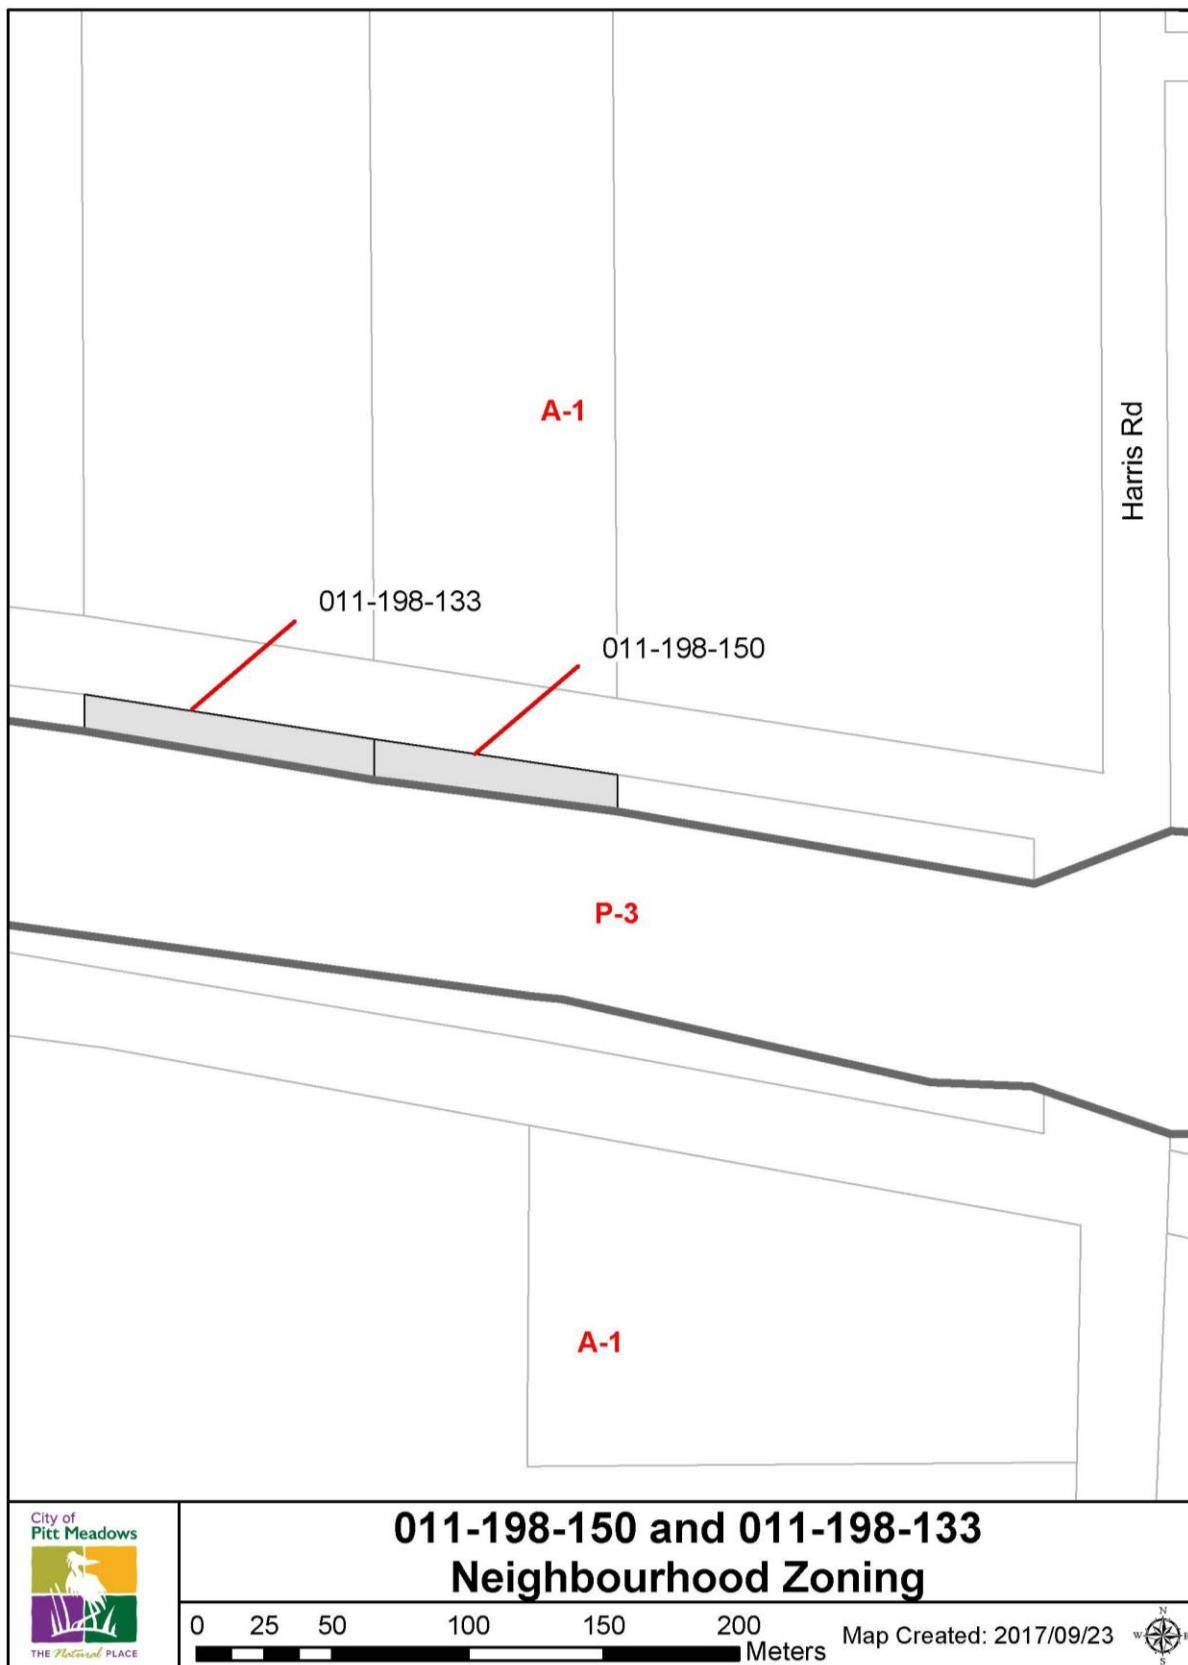 A-1
Harris Rd
011-198-133
011-198-150
P-3
A-1
City of
Pitt Meadows
THE Natural PLACE
011-198-150 and 011-198-133
Neighbourhood Zoning
0 25 50 100 150 200
Meters
Map Created: 2017/09/23
N
W E
S